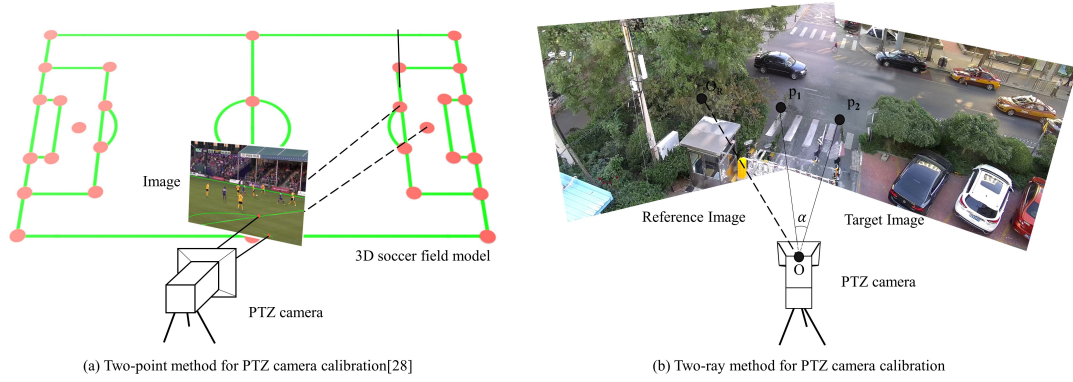 Image
3D soccer field model
PTZ camera
(a) Two-point method for PTZ camera calibration[28]
O_R
p₁
p₂
Reference Image
α
Target Image
O
PTZ camera
(b) Two-ray method for PTZ camera calibration